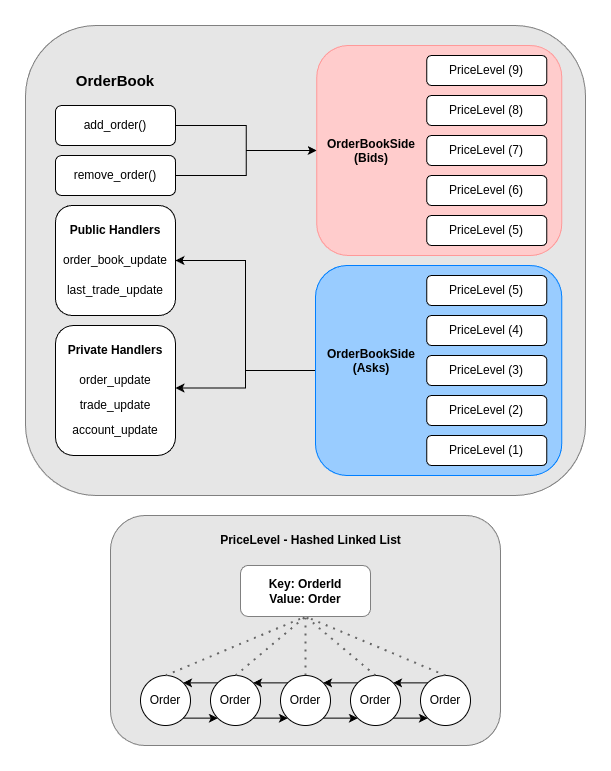 OrderBook
add_order()
remove_order()
Public Handlers
order_book_update
last_trade_update
Private Handlers
order_update
trade_update
account_update
OrderBookSide
(Bids)
PriceLevel (9)
PriceLevel (8)
PriceLevel (7)
PriceLevel (6)
PriceLevel (5)
OrderBookSide
(Asks)
PriceLevel (5)
PriceLevel (4)
PriceLevel (3)
PriceLevel (2)
PriceLevel (1)
PriceLevel - Hashed Linked List
Key: OrderId
Value: Order
Order
Order
Order
Order
Order